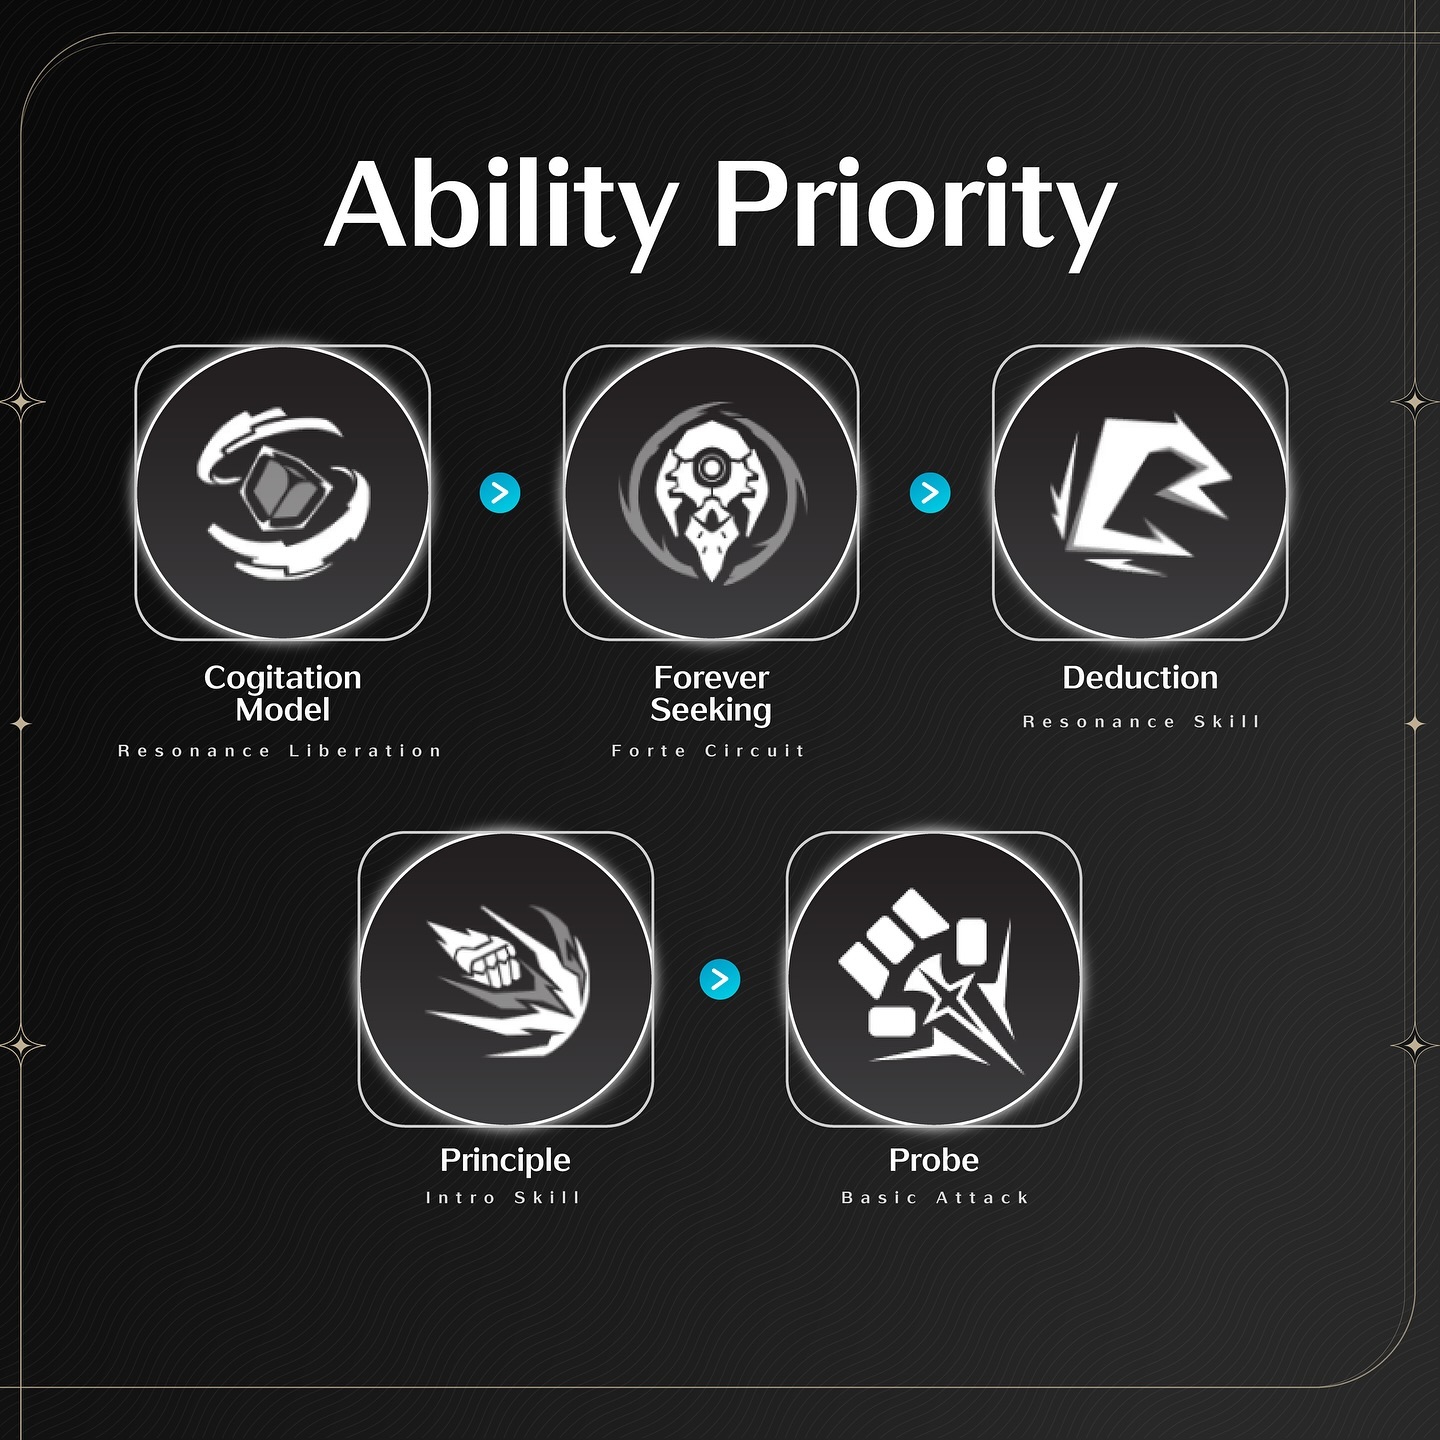 Ability Priority
Cogitation
Model
Resonance Liberation
>
Forever
Seeking
Forte Circuit
>
Deduction
Resonance Skill
Principle
Intro Skill
>
Probe
Basic Attack